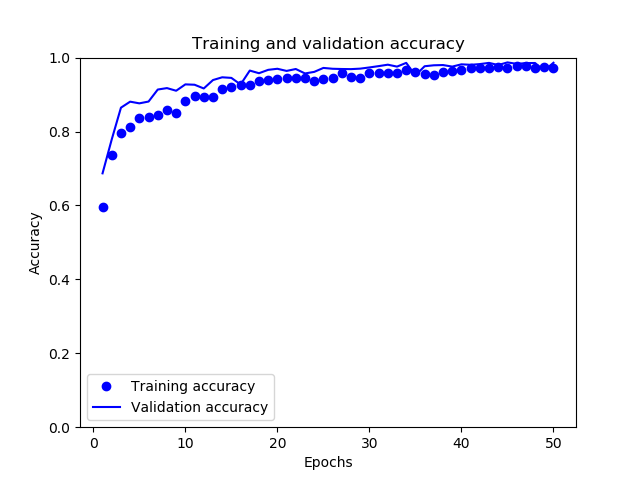 Training and validation accuracy
1.0
0.8
0.6
0.4
0.2
0.0
Accuracy
Training accuracy
Validation accuracy
0 10 20 30 40 50
Epochs